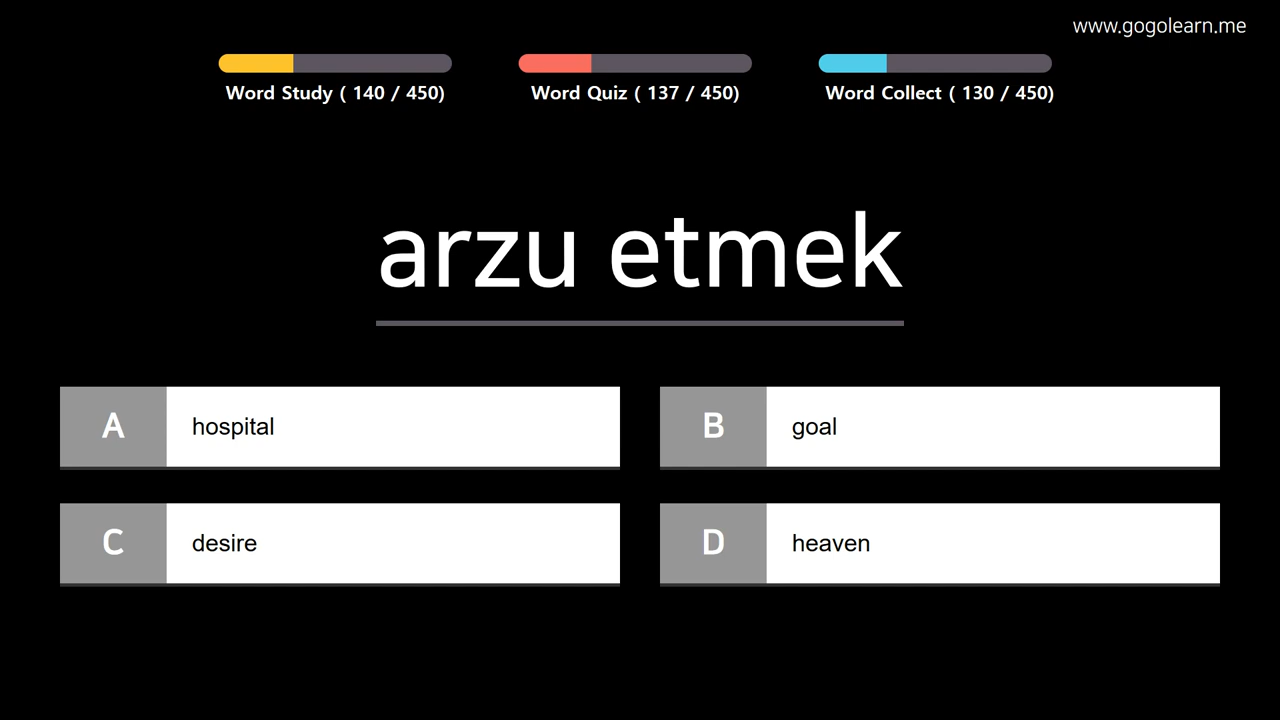 www.gogolearn.me
Word Study ( 140 / 450)
Word Quiz ( 137 / 450)
Word Collect ( 130 / 450)
arzu etmek
A hospital
B goal
C desire
D heaven